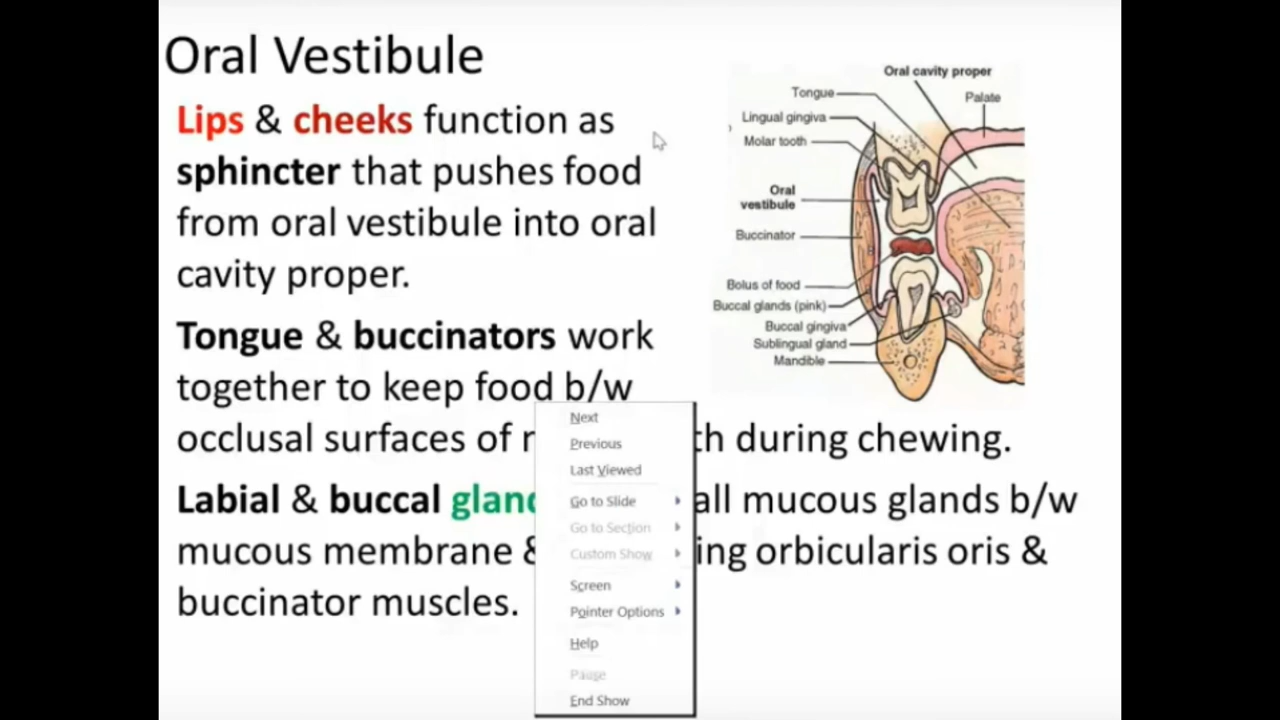 Oral Vestibule
Lips & cheeks function as
sphincter that pushes food
from oral vestibule into oral
cavity proper.
Tongue & buccinators work
together to keep food b/w
occlusal surfaces of th during chewing.
Labial & buccal all mucous glands b/w
mucous membrane & ing orbicularis oris &
buccinator muscles.
Oral cavity proper
Tongue
Palate
Lingual gingiva
Molar tooth
Oral
vestibule
Buccinator
B
Bolus of food
Buccal glands (pink)
Buccal gingiva
Sublingual gland
Mandible
Next
Previous
Last Viewed
Go to Slide
Go to Section
Custom Show
Screen
Pointer Options
Help
Pause
End Show